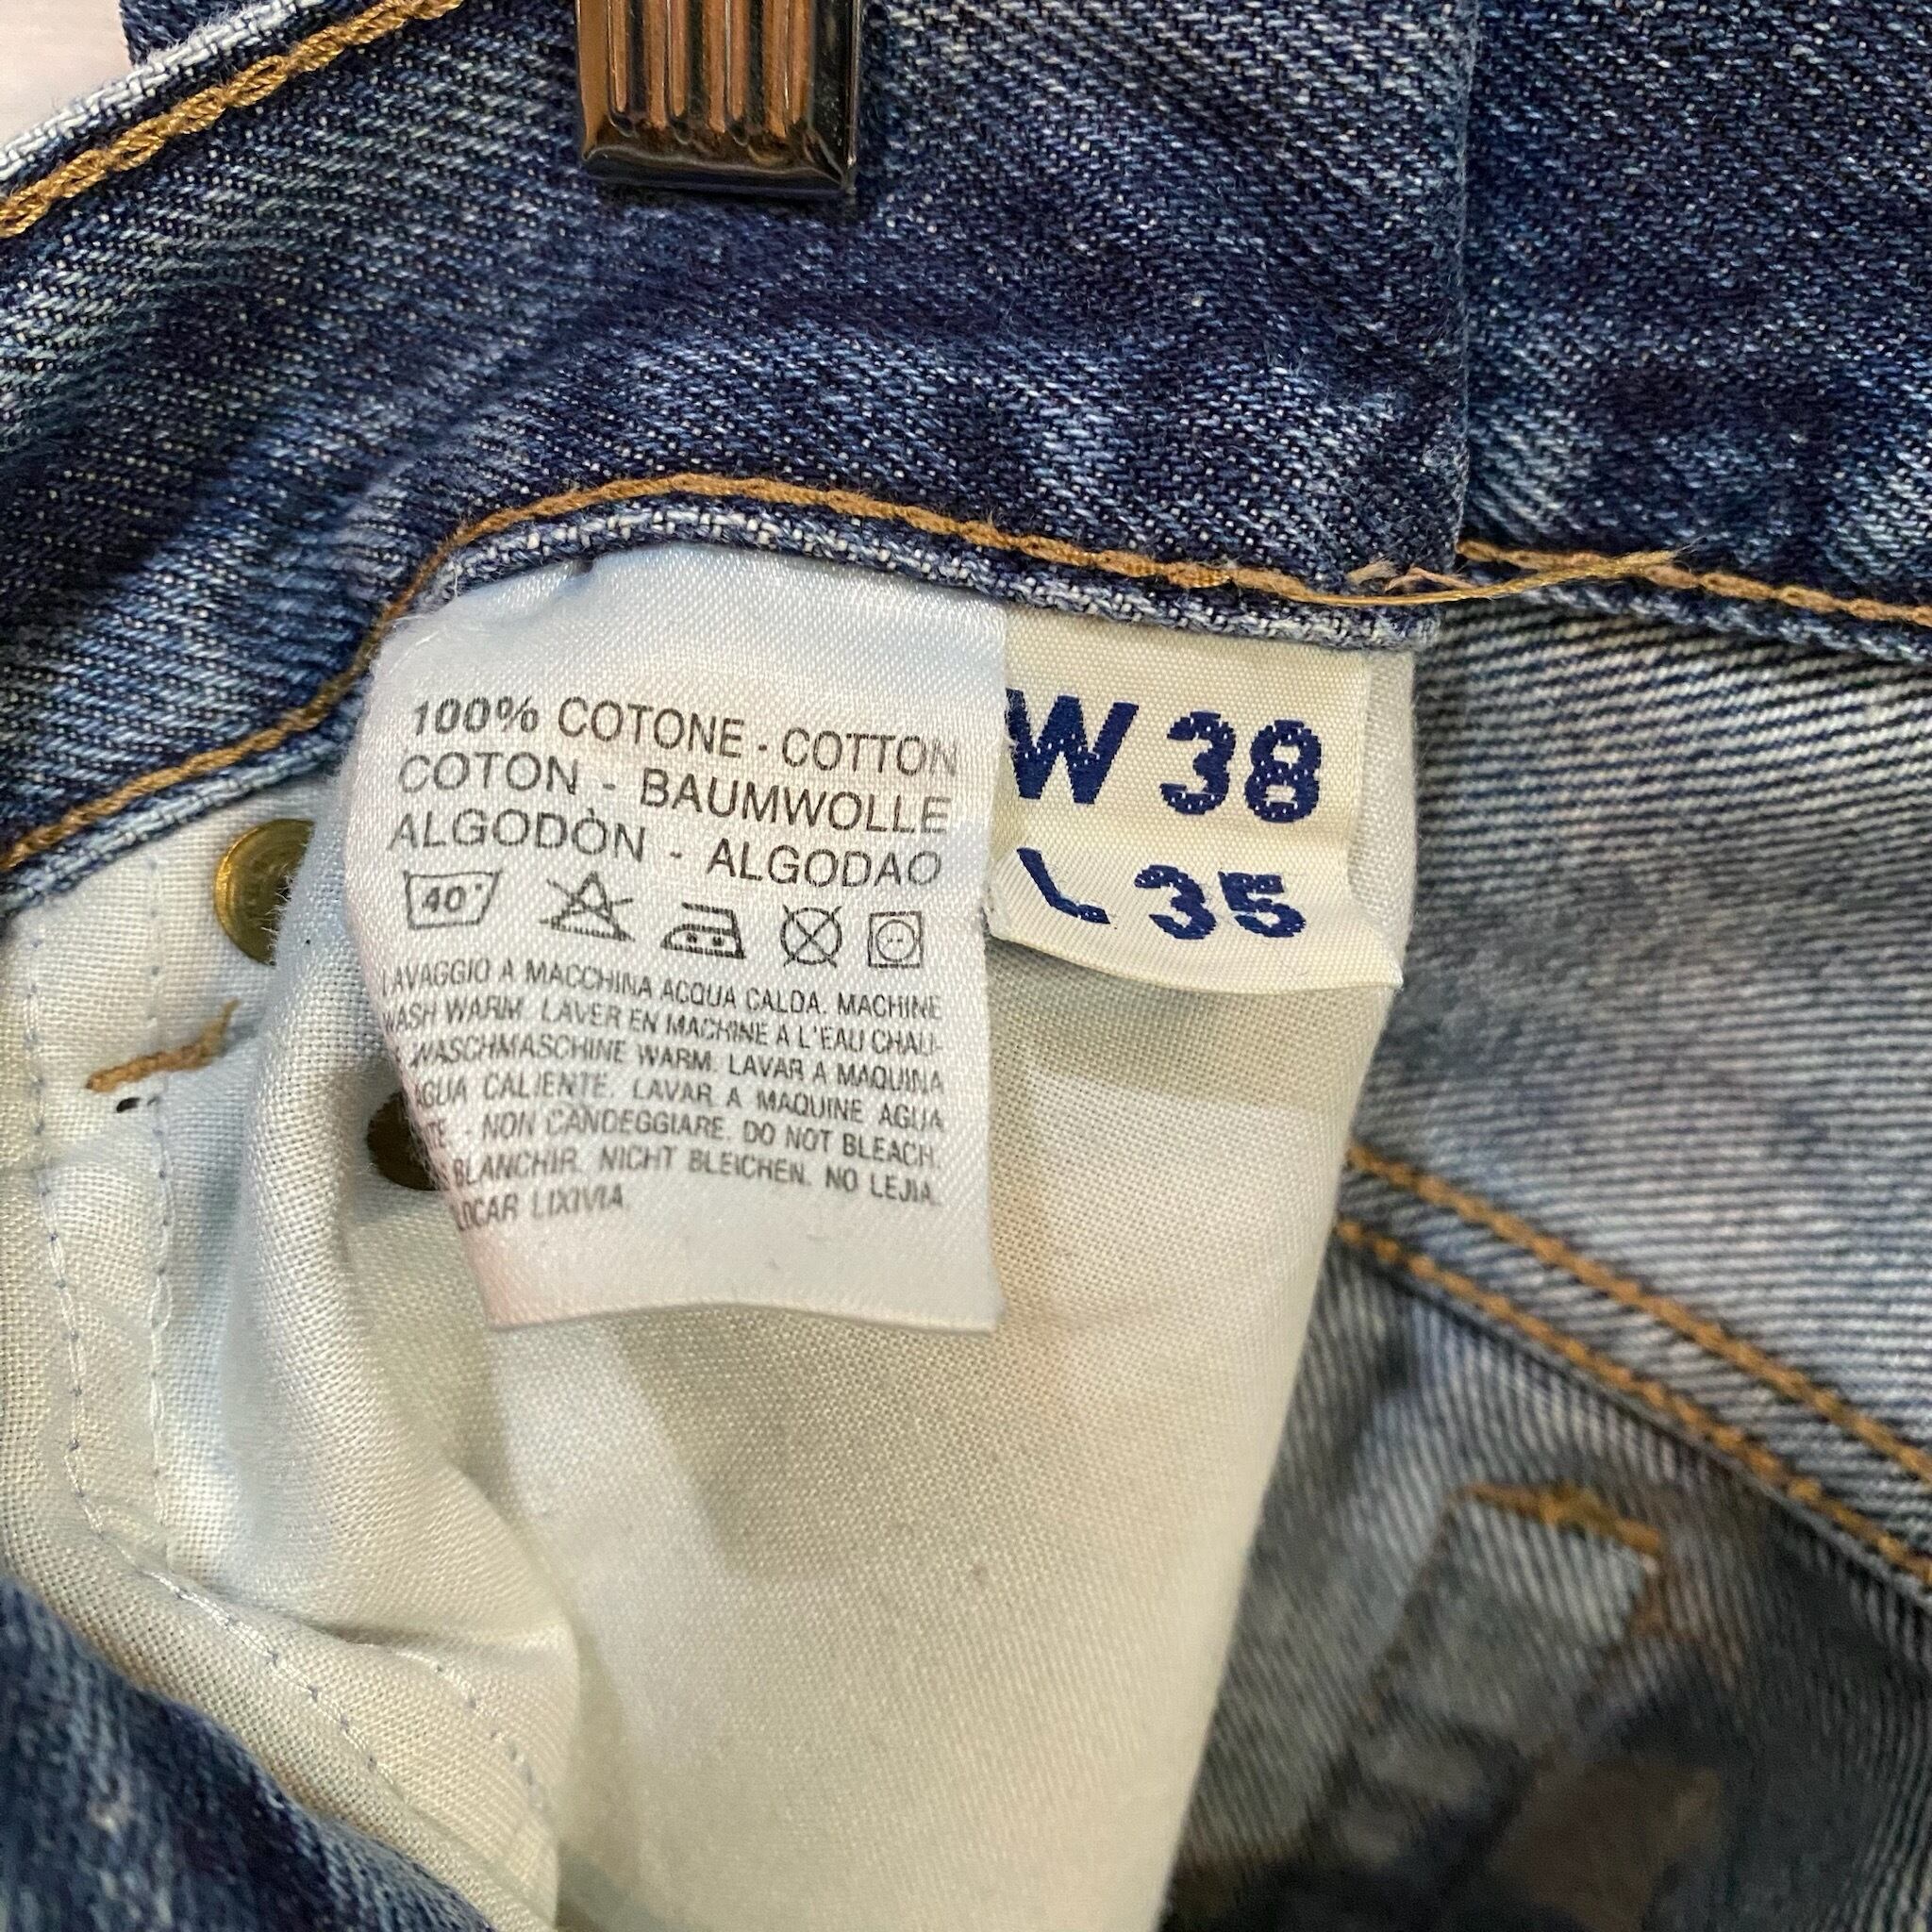 100% COTONE - COTTON
COTON - BAUMWOLLE
ALGODÒN - ALGODAO
40°
LAVAGGIO A MACCHINA ACQUA CALDA. MACHINE
WASH WARM. LAVER EN MACHINE A L'EAU CHAU-
WASCHMASCHINE WARM. LAVAR A MAQUINA
AGUA CALIENTE. LAVAR A MAQUINE AGUA
- NON CANDEGGIARE. DO NOT BLEACH.
BLANCHIR. NICHT BLEICHEN. NO LEJIA.
LIXIVIA.
W 38
L 35